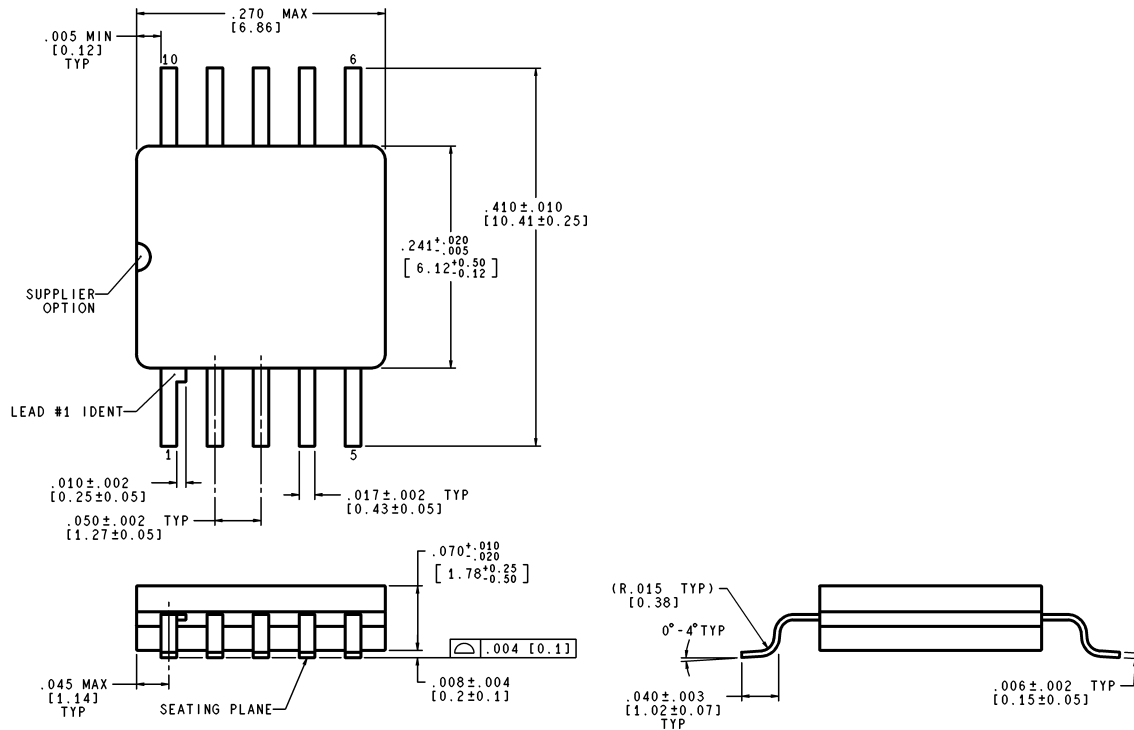 .270 MAX
[6.86]
.005 MIN
[0.12]
TYP
10
6
.410±.010
[10.41±0.25]
.241+.020
-.005
[6.12+0.50
-0.12]
SUPPLIER
OPTION
LEAD #1 IDENT
1
5
.010±.002
[0.25±0.05]
.017±.002 TYP
[0.43±0.05]
.050±.002 TYP
[1.27±0.05]
.070+.010
-.020
[1.78+0.25
-0.50]
(R.015 TYP)
[0.38]
0°-4°TYP
.004 [0.1]
.045 MAX
[1.14]
TYP
SEATING PLANE
.008±.004
[0.2±0.1]
.040±.003
[1.02±0.07]
TYP
.006±.002 TYP
[0.15±0.05]